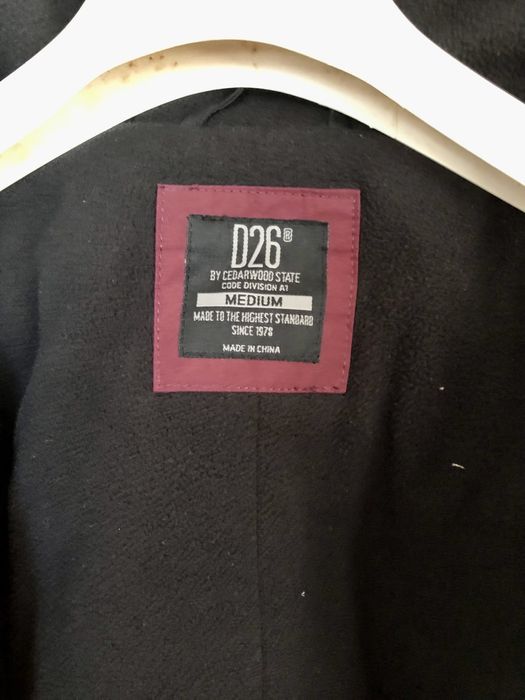 D26®
BY CEDARWOOD STATE
CODE DIVISION A1
MEDIUM
MADE TO THE HIGHEST STANDARD
SINCE 1978
MADE IN CHINA